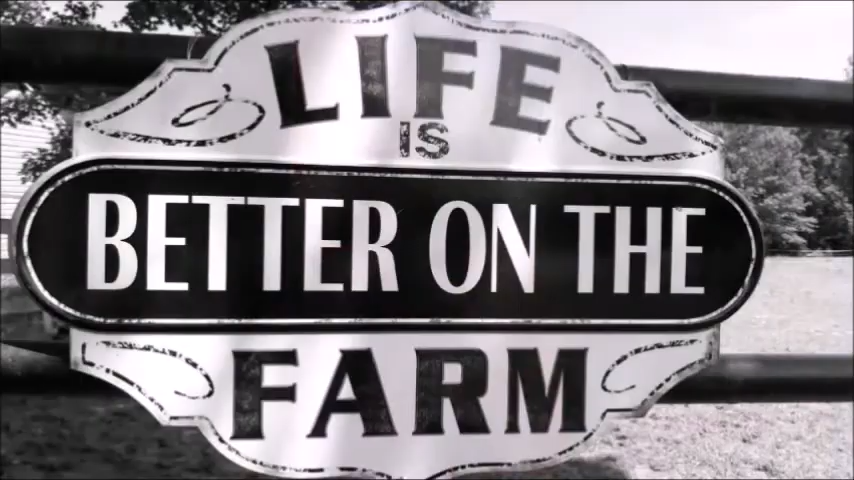 LIFE
IS
BETTER ON THE
FARM